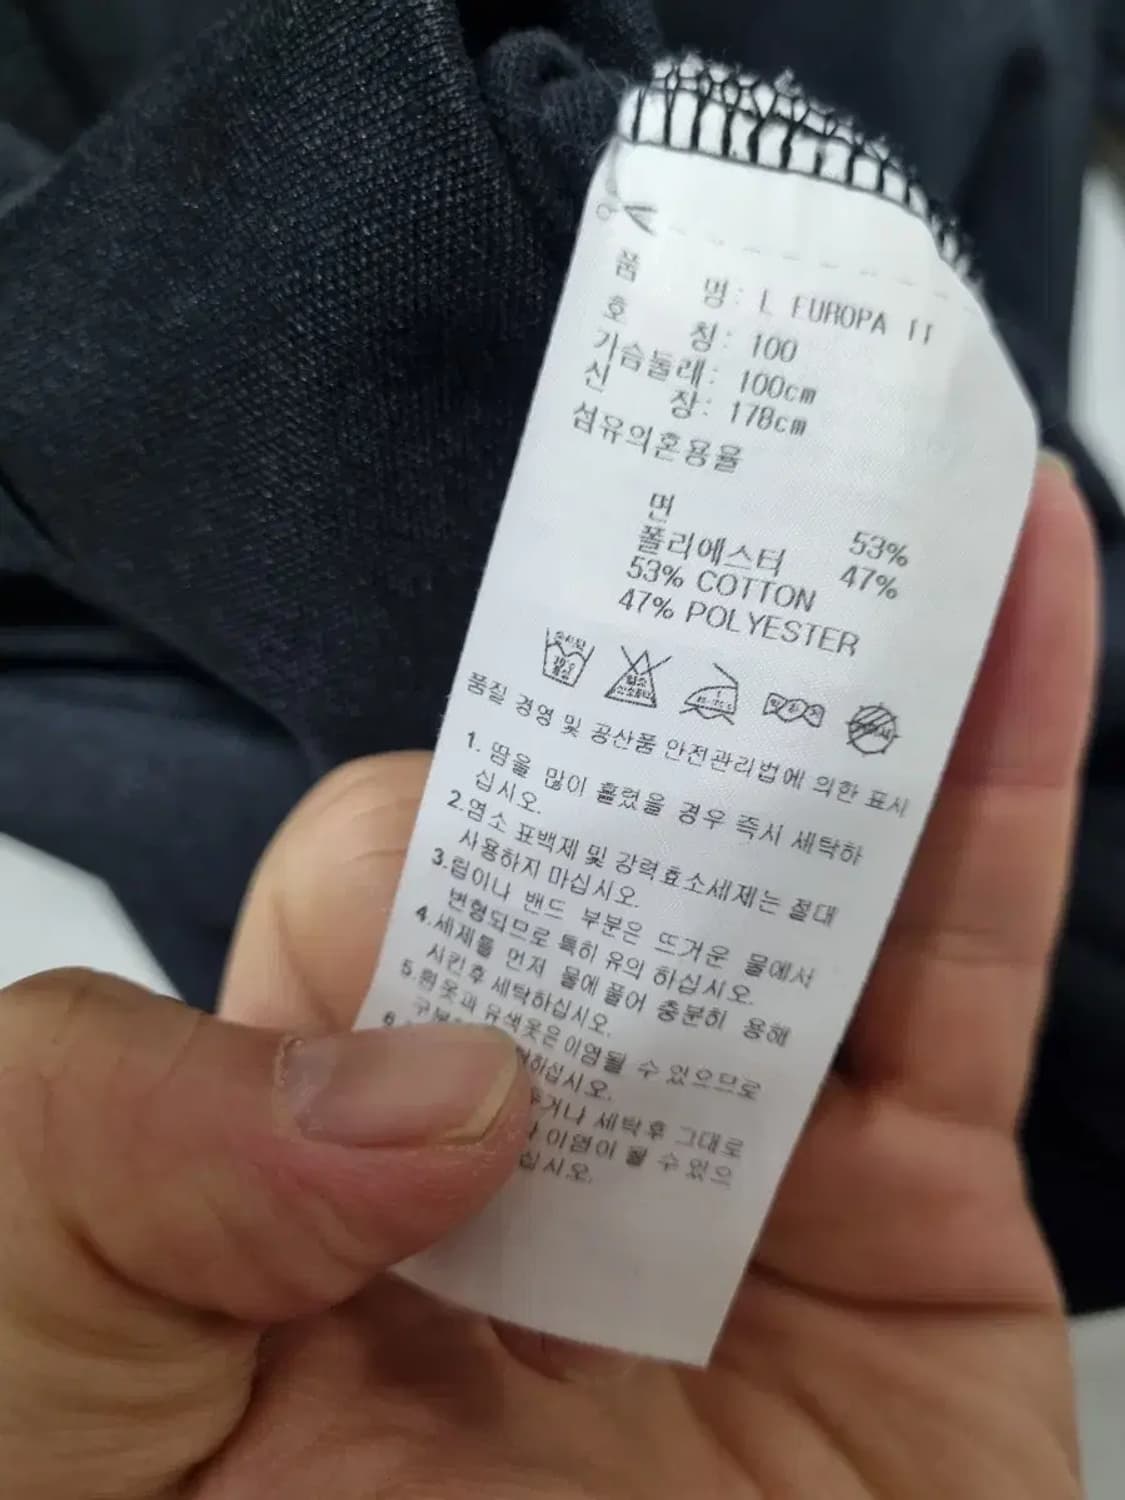 품 명: L EUROPA II
호 칭: 100
가슴둘레: 100cm
신 장: 178cm
섬유의혼용율
면 53%
폴리에스터 47%
53% COTTON
47% POLYESTER
품질 경영 및 공산품 안전관리법에 의한 표시
1. 땀을 많이 흘렸을 경우 즉시 세탁하
십시오.
2.염소 표백제 및 강력효소세제는 절대
사용하지 마십시오.
3.립이나 밴드 부분은 뜨거운 물에서
변형되므로 특히 유의 하십시오.
4.세제를 먼저 물에 풀어 충분히 용해
시킨후 세탁하십시오.
5.흰옷과 유색옷은 이염될 수 있으므로
구분 하십시오.
6. 거나 세탁후 그대로
이염이 될 수 있으
십시오.